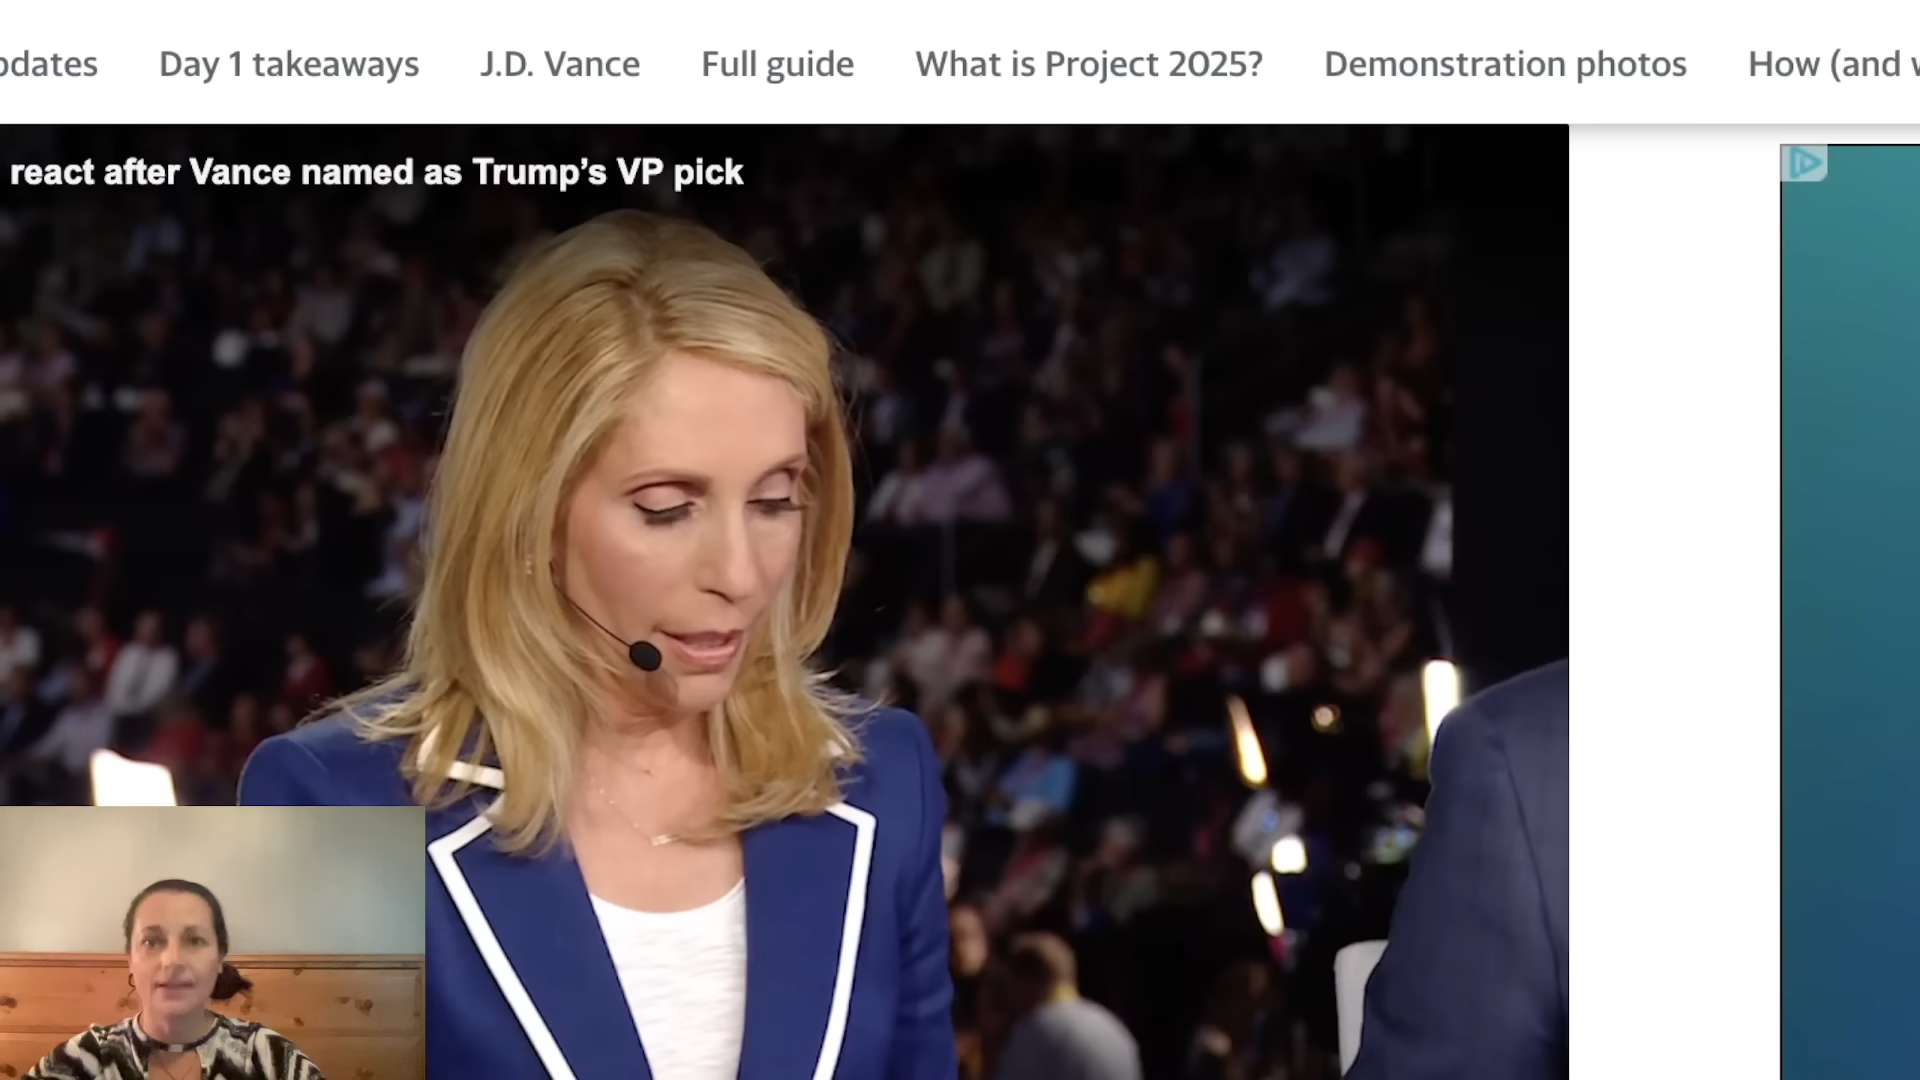 pdates Day 1 takeaways J.D. Vance Full guide What is Project 2025? Demonstration photos How (and w
react after Vance named as Trump’s VP pick